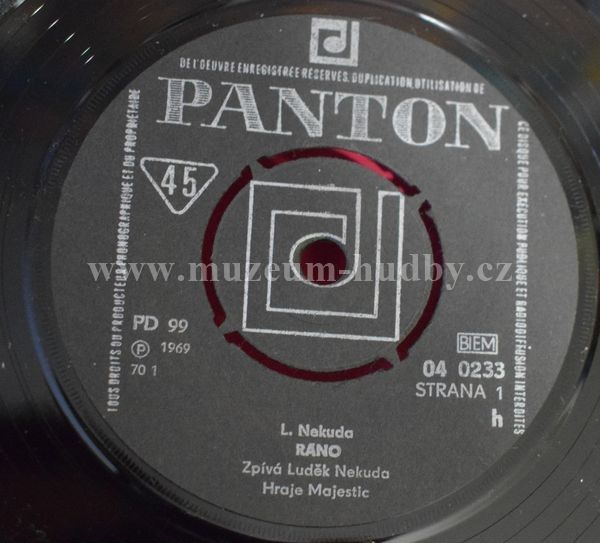 DE L'OEUVRE ENREGISTREE RESERVES. DUPLICATION, UTILISATION DE
PANTON
TOUS DROITS DU PRODUCTEUR PHONOGRAPHIQUE ET DU PROPRIETAIRE
CE DISQUE POUR EXECUTION PUBLIQUE ET RADIODIFFUSION INTERDITES
45
www.muzeum-hudby.cz
PD 99
℗ 1969
70 1
BIEM
04 0233
STRANA 1
h
L. Nekuda
RÁNO
Zpívá Luděk Nekuda
Hraje Majestic